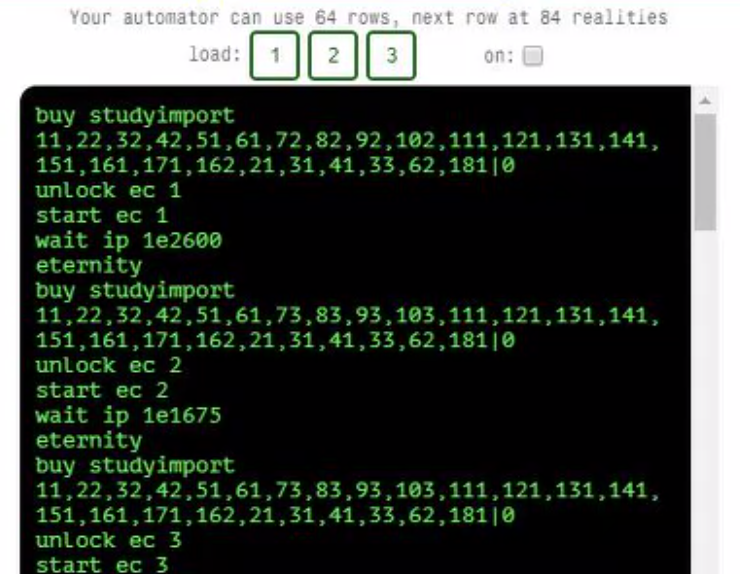 Your automator can use 64 rows, next row at 84 realities
load: 1 2 3 on:
buy studyimport
11,22,32,42,51,61,72,82,92,102,111,121,131,141,
151,161,171,162,21,31,41,33,62,181|0
unlock ec 1
start ec 1
wait ip 1e2600
eternity
buy studyimport
11,22,32,42,51,61,73,83,93,103,111,121,131,141,
151,161,171,162,21,31,41,33,62,181|0
unlock ec 2
start ec 2
wait ip 1e1675
eternity
buy studyimport
11,22,32,42,51,61,73,83,93,103,111,121,131,141,
151,161,171,162,21,31,41,33,62,181|0
unlock ec 3
start ec 3